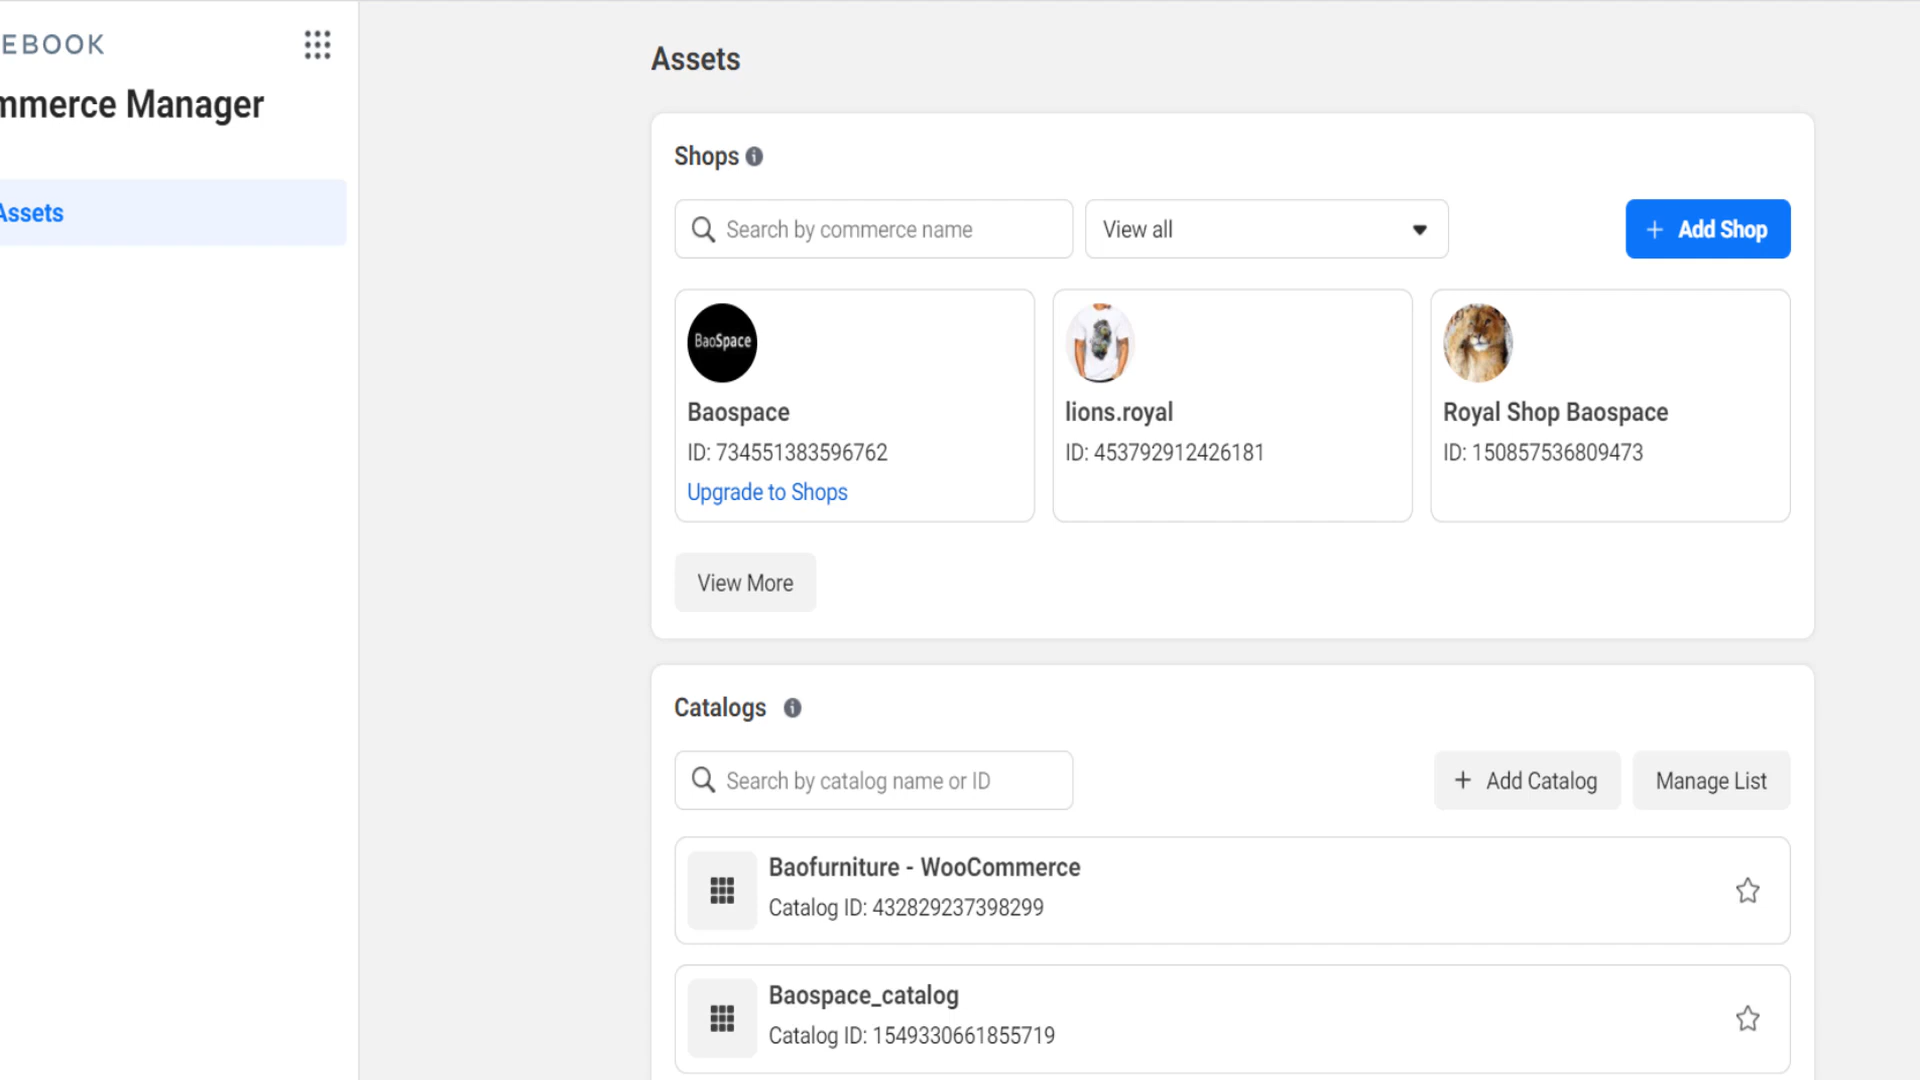 EBOOK
mmerce Manager
Assets
Assets
Shops
Search by commerce name
View all
+ Add Shop
BaoSpace
Baospace
ID: 734551383596762
Upgrade to Shops
lions.royal
ID: 453792912426181
Royal Shop Baospace
ID: 150857536809473
View More
Catalogs
Search by catalog name or ID
+ Add Catalog
Manage List
Baofurniture - WooCommerce
Catalog ID: 432829237398299
Baospace_catalog
Catalog ID: 1549330661855719